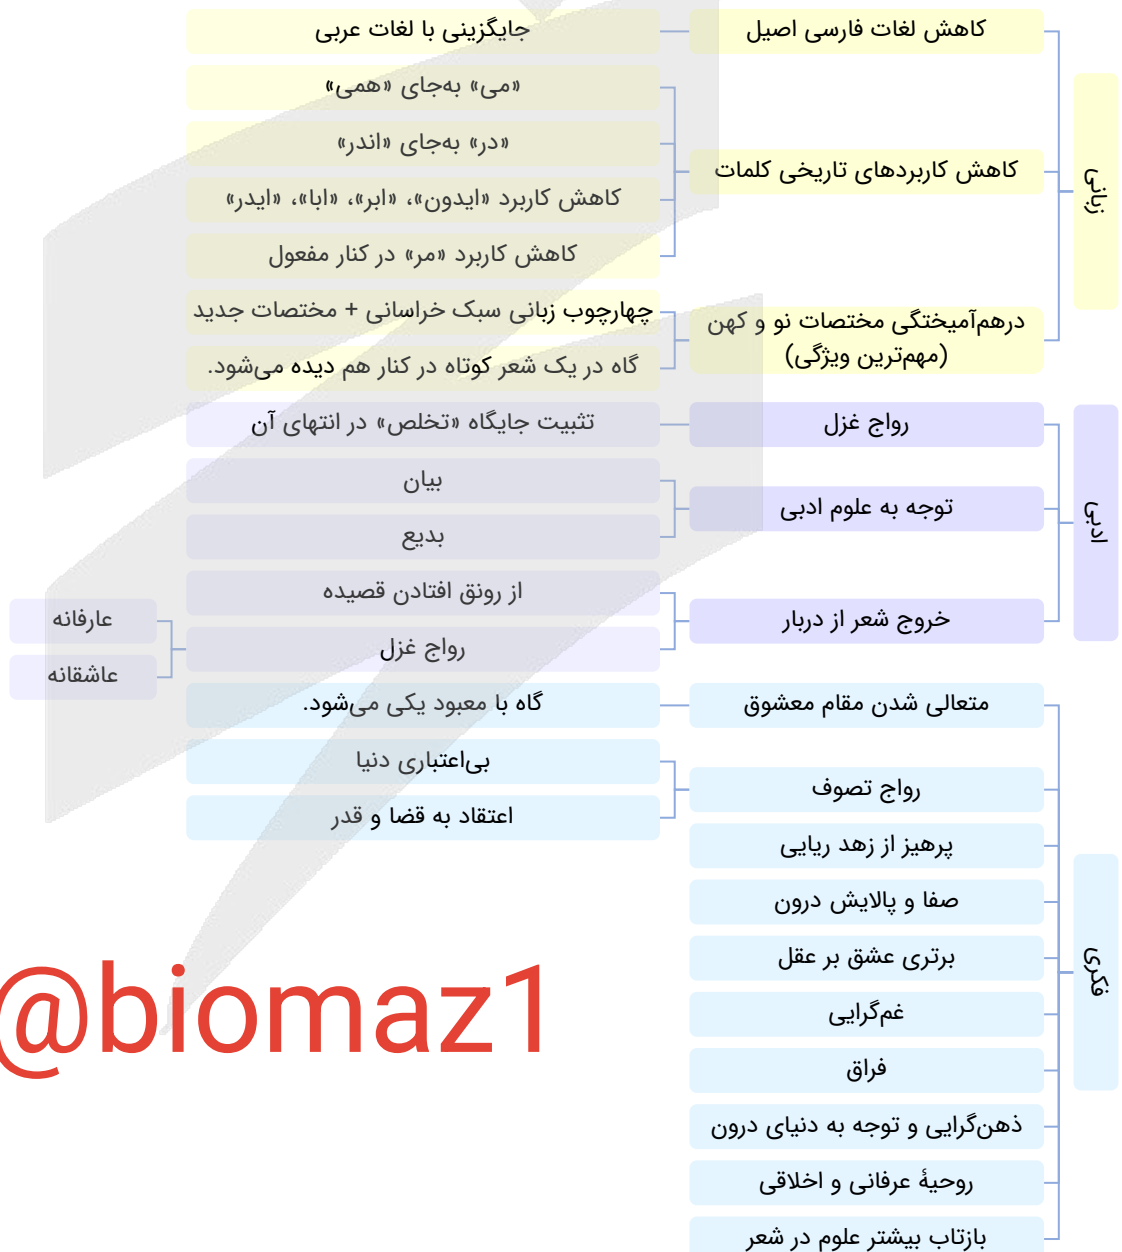 زبانی
کاهش لغات فارسی اصیل
جایگزینی با لغات عربی
کاهش کاربردهای تاریخی کلمات
«می» به‌جای «همی»
«در» به‌جای «اندر»
کاهش کاربرد «ایدون»، «ابر»، «ابا»، «ایدر»
کاهش کاربرد «مر» در کنار مفعول
درهم‌آمیختگی مختصات نو و کهن
(مهم‌ترین ویژگی)
چهارچوب زبانی سبک خراسانی + مختصات جدید
گاه در یک شعر کوتاه در کنار هم دیده می‌شود.
ادبی
رواج غزل
تثبیت جایگاه «تخلص» در انتهای آن
توجه به علوم ادبی
بیان
بدیع
خروج شعر از دربار
از رونق افتادن قصیده
رواج غزل
عارفانه
عاشقانه
فکری
متعالی شدن مقام معشوق
گاه با معبود یکی می‌شود.
رواج تصوف
بی‌اعتباری دنیا
اعتقاد به قضا و قدر
پرهیز از زهد ریایی
صفا و پالایش درون
برتری عشق بر عقل
غم‌گرایی
فراق
ذهن‌گرایی و توجه به دنیای درون
روحیهٔ عرفانی و اخلاقی
بازتاب بیشتر علوم در شعر
@biomaz1